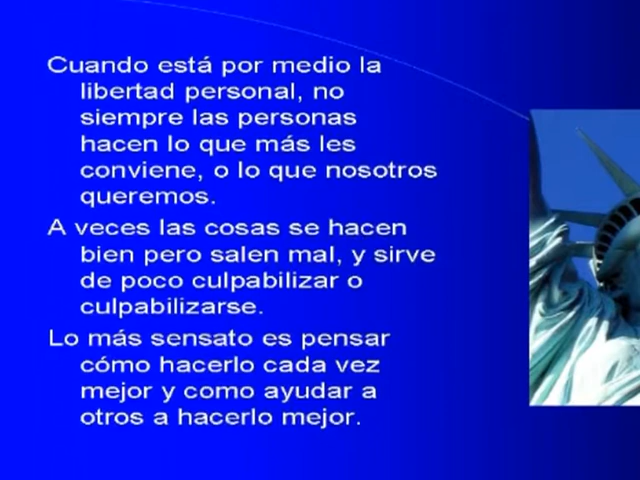 Cuando está por medio la
libertad personal, no
siempre las personas
hacen lo que más les
conviene, o lo que nosotros
queremos.
A veces las cosas se hacen
bien pero salen mal, y sirve
de poco culpabilizar o
culpabilizarse.
Lo más sensato es pensar
cómo hacerlo cada vez
mejor y como ayudar a
otros a hacerlo mejor.